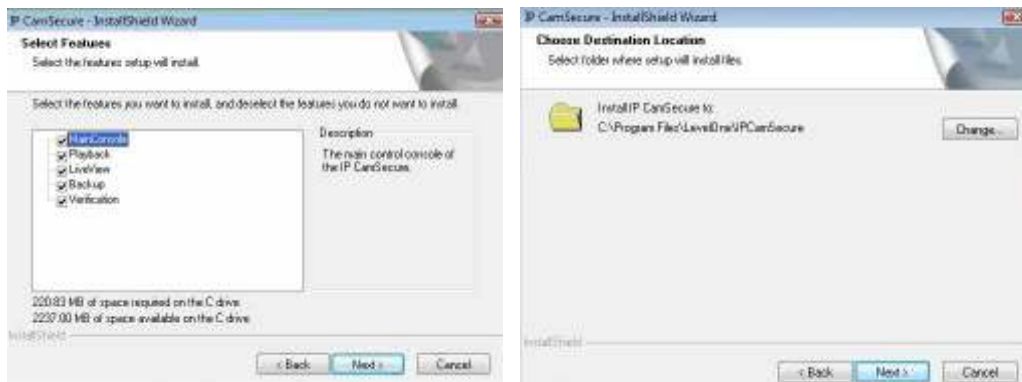 IP CamSecure - InstallShield Wizard
Select Features
Select the features setup will install.
Select the features you want to install, and deselect the features you do not want to install.
MainConsole
Playback
LiveView
Backup
Verification
Description
The main control console of
the IP CamSecure.
220.83 MB of space required on the C drive
2237.00 MB of space available on the C drive
InstallShield
< Back
Next >
Cancel
IP CamSecure - InstallShield Wizard
Choose Destination Location
Select folder where setup will install files.
Install IP CamSecure to:
C:\Program Files\LevelOne\IPCamSecure
Change...
InstallShield
< Back
Next >
Cancel